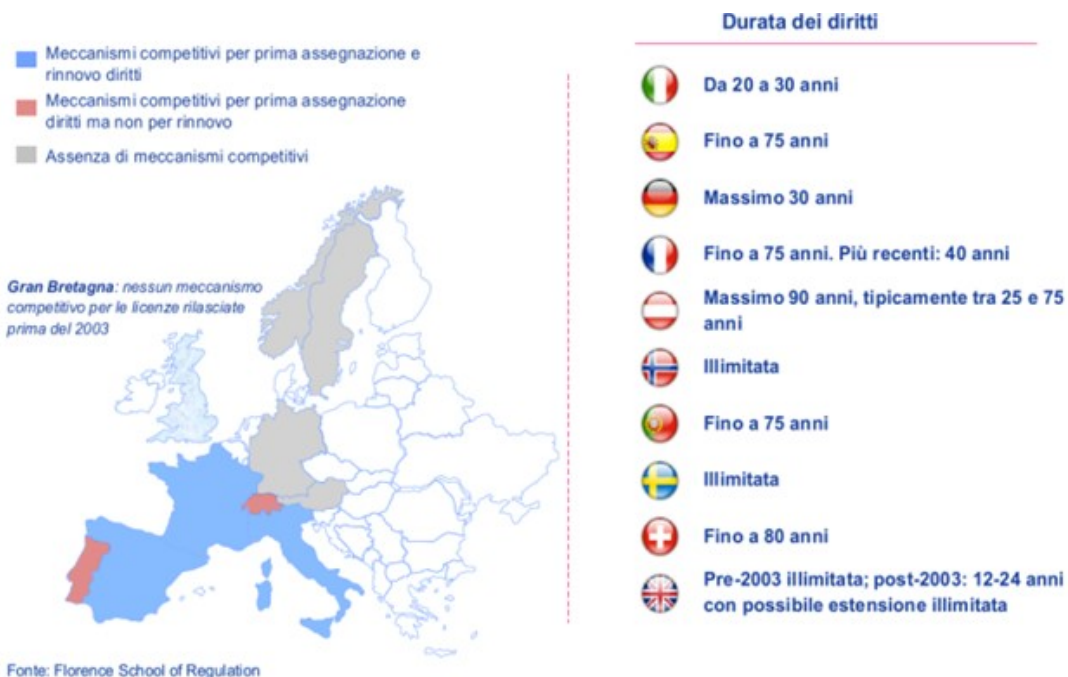 Meccanismi competitivi per prima assegnazione e
rinnovo diritti
Meccanismi competitivi per prima assegnazione
diritti ma non per rinnovo
Assenza di meccanismi competitivi
Gran Bretagna: nessun meccanismo
competitivo per le licenze rilasciate
prima del 2003
Fonte: Florence School of Regulation
Durata dei diritti
Da 20 a 30 anni
Fino a 75 anni
Massimo 30 anni
Fino a 75 anni. Più recenti: 40 anni
Massimo 90 anni, tipicamente tra 25 e 75
anni
Illimitata
Fino a 75 anni
Illimitata
Fino a 80 anni
Pre-2003 illimitata; post-2003: 12-24 anni
con possibile estensione illimitata